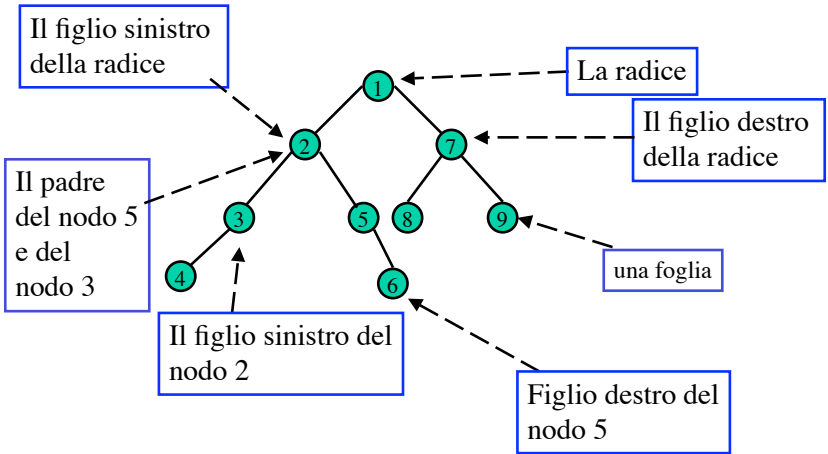 Il figlio sinistro
della radice
La radice
1
Il figlio destro
della radice
2
7
Il padre
del nodo 5
e del
nodo 3
3
5
8
9
una foglia
4
6
Il figlio sinistro del
nodo 2
Figlio destro del
nodo 5